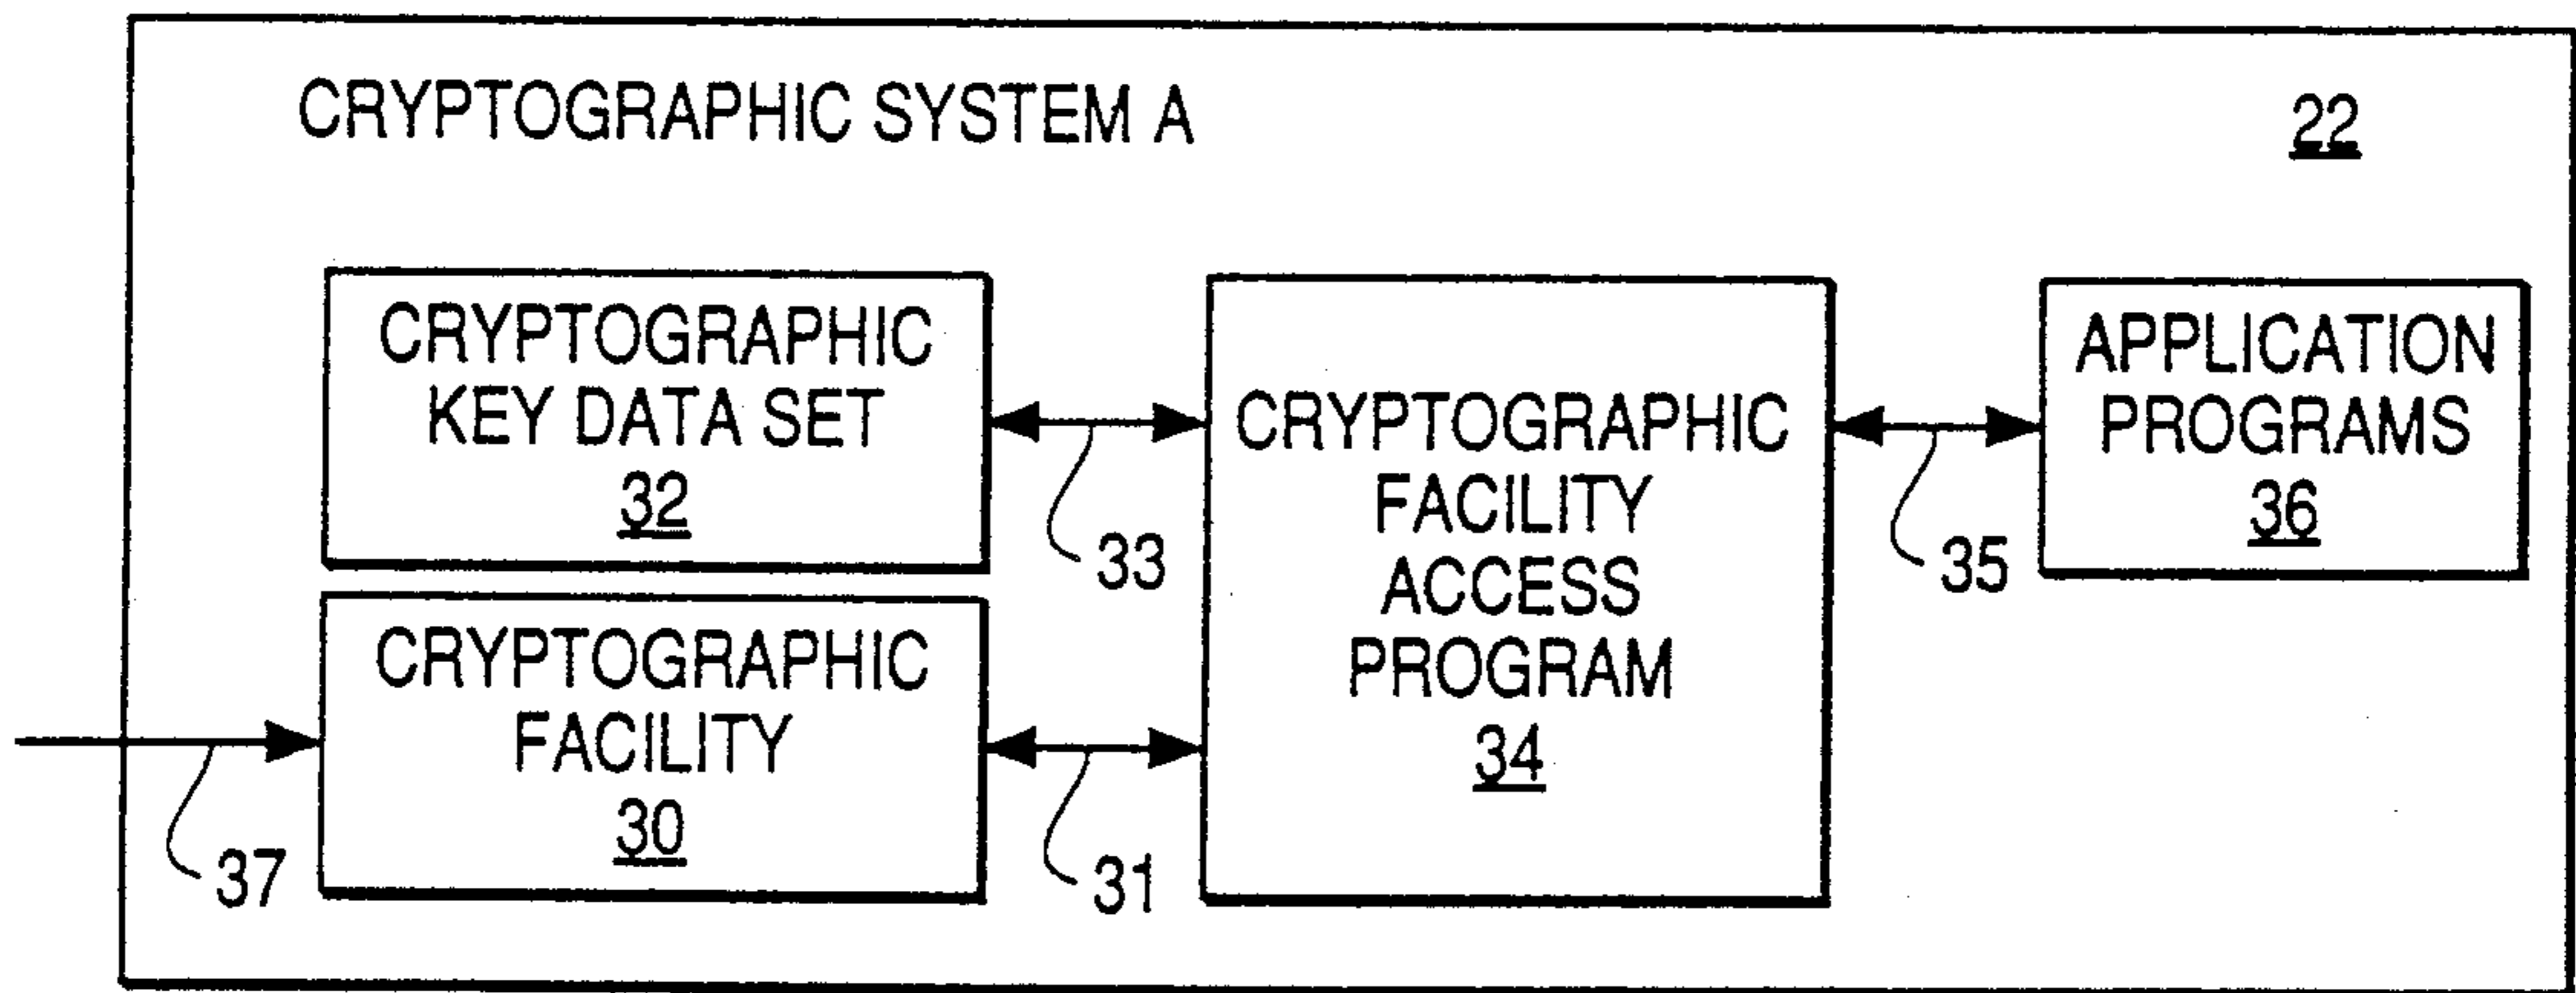 CRYPTOGRAPHIC SYSTEM A
22
CRYPTOGRAPHIC
KEY DATA SET
32
33
CRYPTOGRAPHIC
FACILITY
30
37
31
CRYPTOGRAPHIC
FACILITY
ACCESS
PROGRAM
34
35
APPLICATION
PROGRAMS
36